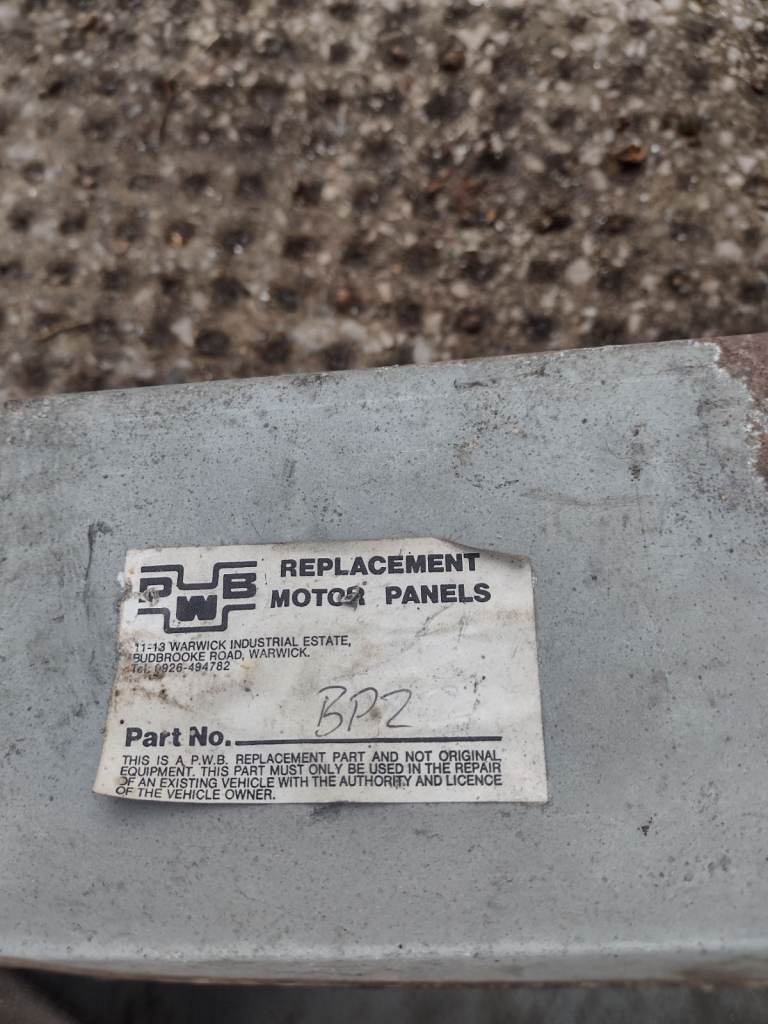 PWB
REPLACEMENT
MOTOR PANELS
11-13 WARWICK INDUSTRIAL ESTATE,
BUDBROOKE ROAD, WARWICK.
Tel. 0926-494782
BP2
Part No.
THIS IS A P.W.B. REPLACEMENT PART AND NOT ORIGINAL
EQUIPMENT. THIS PART MUST ONLY BE USED IN THE REPAIR
OF AN EXISTING VEHICLE WITH THE AUTHORITY AND LICENCE
OF THE VEHICLE OWNER.